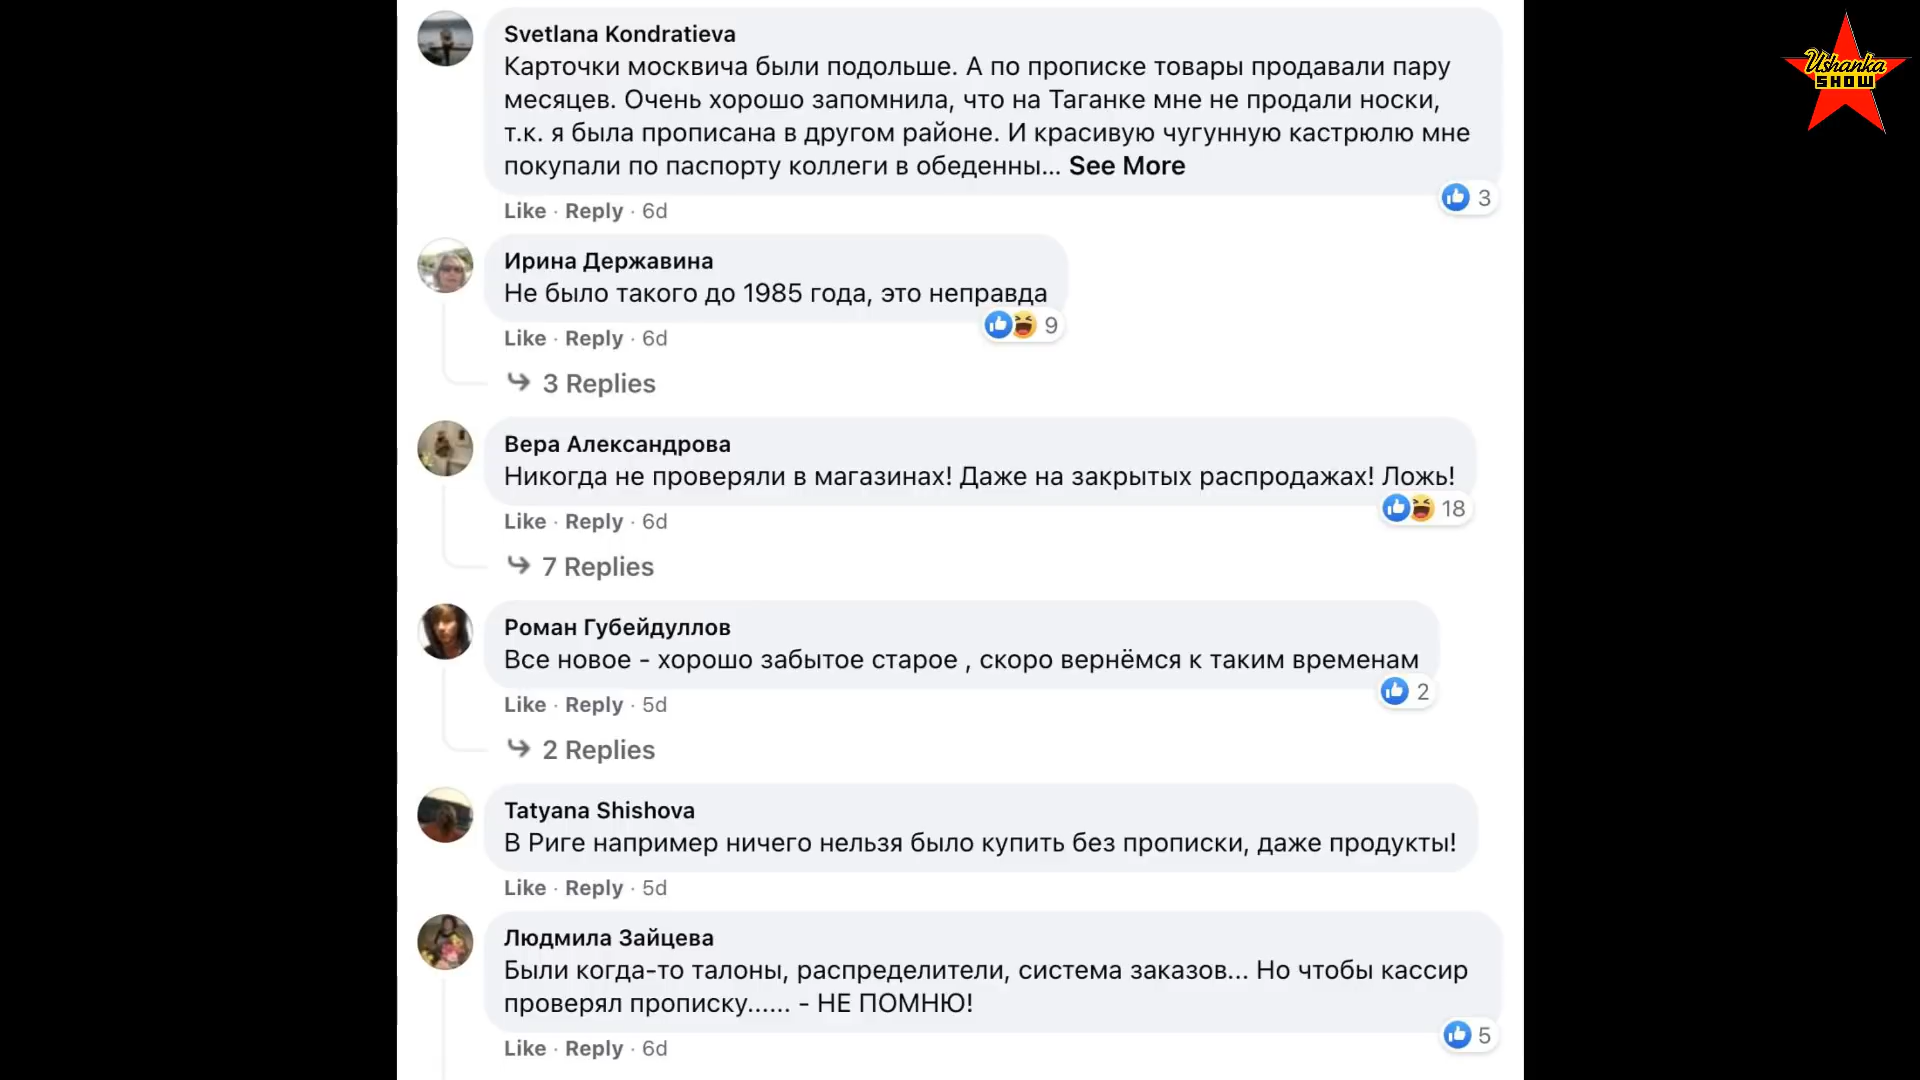 Svetlana Kondratieva
Карточки москвича были подольше. А по прописке товары продавали пару
месяцев. Очень хорошо запомнила, что на Таганке мне не продали носки,
т.к. я была прописана в другом районе. И красивую чугунную кастрюлю мне
покупали по паспорту коллеги в обеденны... See More
3
Like · Reply · 6d
Ирина Державина
Не было такого до 1985 года, это неправда
9
Like · Reply · 6d
3 Replies
Вера Александрова
Никогда не проверяли в магазинах! Даже на закрытых распродажах! Ложь!
18
Like · Reply · 6d
7 Replies
Роман Губейдуллов
Все новое - хорошо забытое старое , скоро вернёмся к таким временам
2
Like · Reply · 5d
2 Replies
Tatyana Shishova
В Риге например ничего нельзя было купить без прописки, даже продукты!
Like · Reply · 5d
Людмила Зайцева
Были когда-то талоны, распределители, система заказов... Но чтобы кассир
проверял прописку...... - НЕ ПОМНЮ!
5
Like · Reply · 6d
Ushanka
SHOW